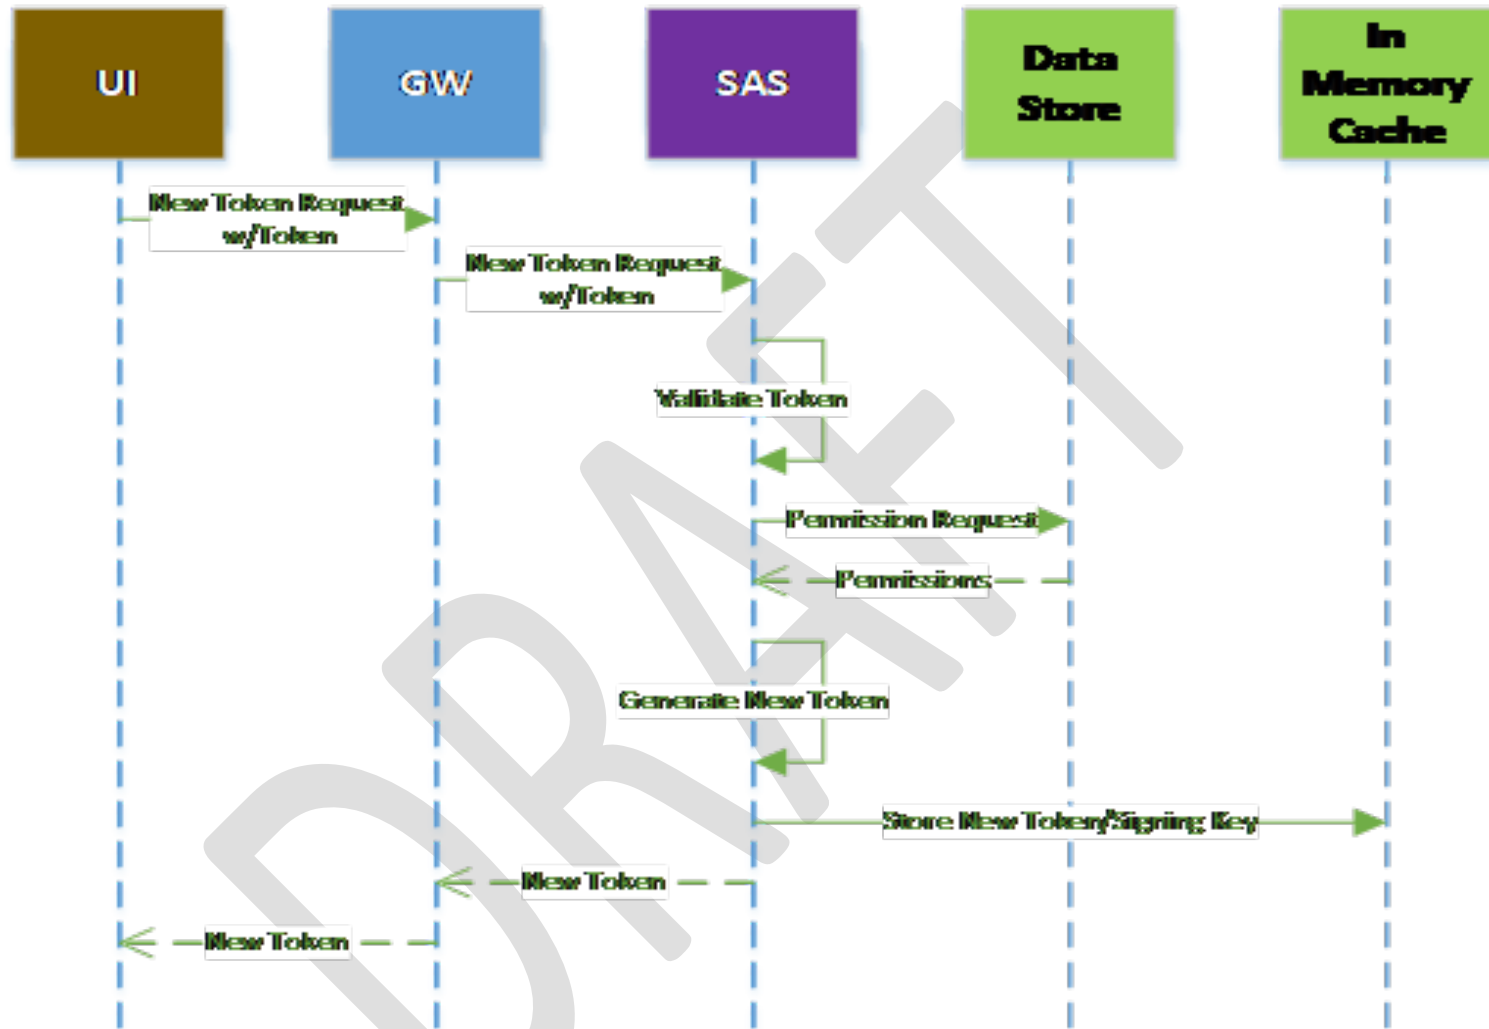 UI
GW
SAS
Data
Store
In
Memory
Cache
New Token Request
w/Token
New Token Request
w/Token
Validate Token
Permission Request
Permissions
Generate New Token
Store New Token/Signing Key
New Token
New Token
DRAFT